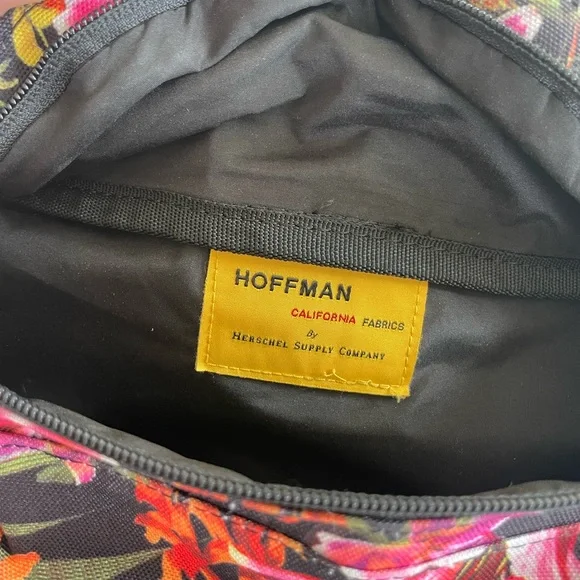 HOFFMAN
CALIFORNIA FABRICS
By
HERSCHEL SUPPLY COMPANY